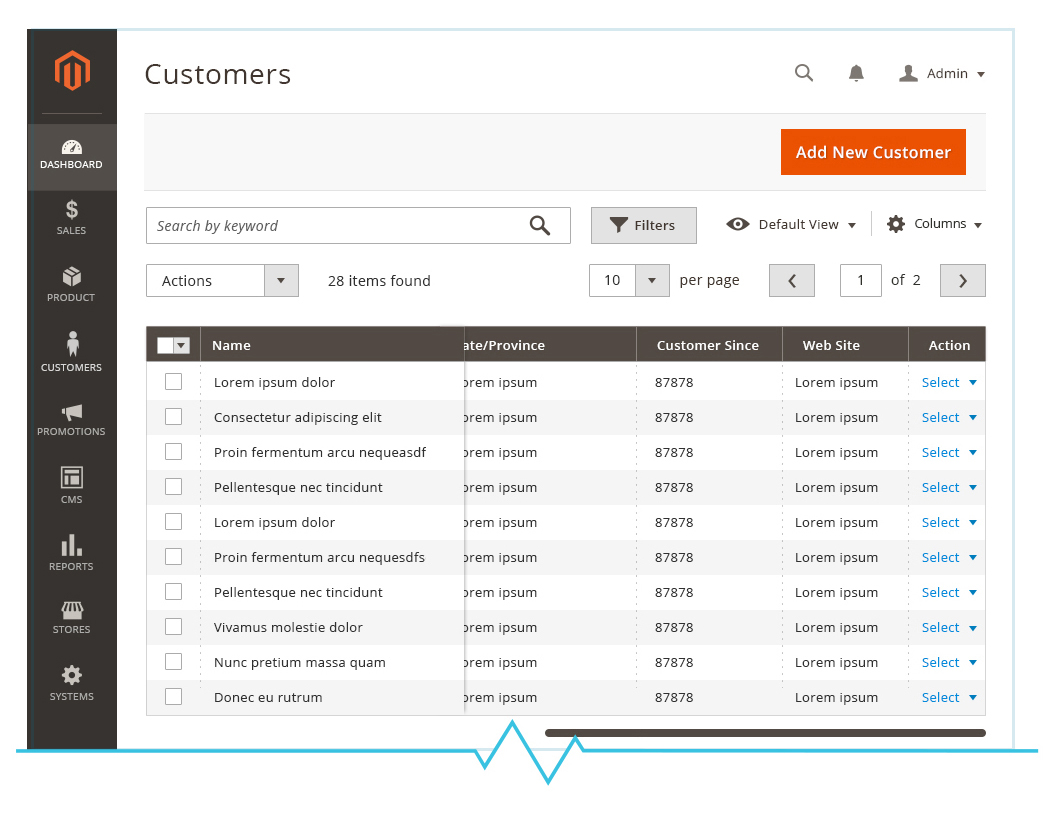 Customers
Admin
Add New Customer
DASHBOARD
SALES
PRODUCT
CUSTOMERS
PROMOTIONS
CMS
REPORTS
STORES
SYSTEMS
Search by keyword
Filters
Default View
Columns
Actions
28 items found
10 per page
1 of 2
Name ate/Province Customer Since Web Site Action
Lorem ipsum dolor orem ipsum 87878 Lorem ipsum Select
Consectetur adipiscing elit orem ipsum 87878 Lorem ipsum Select
Proin fermentum arcu nequeasdf orem ipsum 87878 Lorem ipsum Select
Pellentesque nec tincidunt orem ipsum 87878 Lorem ipsum Select
Lorem ipsum dolor orem ipsum 87878 Lorem ipsum Select
Proin fermentum arcu nequesdfs orem ipsum 87878 Lorem ipsum Select
Pellentesque nec tincidunt orem ipsum 87878 Lorem ipsum Select
Vivamus molestie dolor orem ipsum 87878 Lorem ipsum Select
Nunc pretium massa quam orem ipsum 87878 Lorem ipsum Select
Donec eu rutrum orem ipsum 87878 Lorem ipsum Select